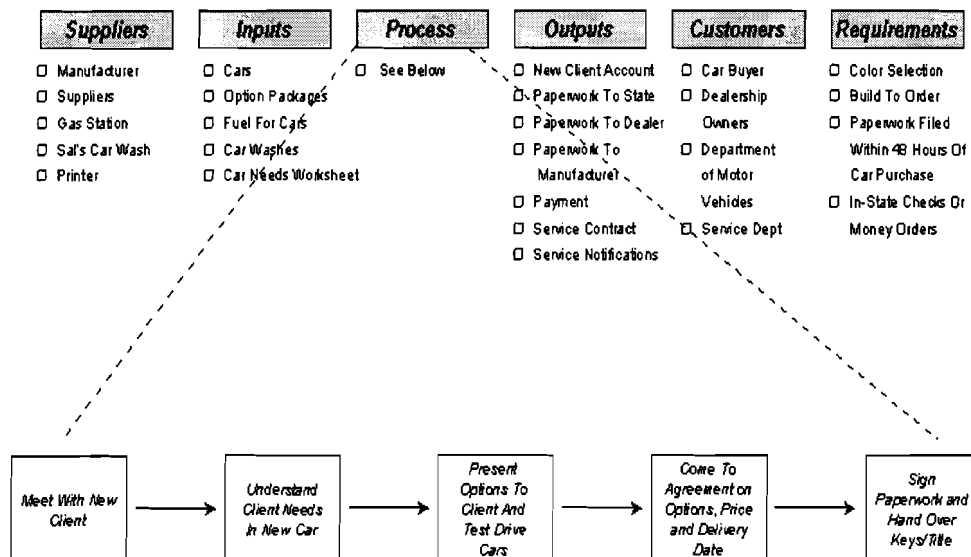 Suppliers
Inputs
Process
Outputs
Customers
Requirements
Manufacturer
Suppliers
Gas Station
Sal's Car Wash
Printer
Cars
Option Packages
Fuel For Cars
Car Washes
Car Needs Worksheet
See Below
New Client Account
Paperwork To State
Paperwork To Dealer
Paperwork To
Manufacturer
Payment
Service Contract
Service Notifications
Car Buyer
Dealership
Owners
Department
of Motor
Vehicles
Service Dept
Color Selection
Build To Order
Paperwork Filed
Within 48 Hours Of
Car Purchase
In-State Checks Or
Money Orders
Meet With New
Client
Understand
Client Needs
In New Car
Present
Options To
Client And
Test Drive
Cars
Come To
Agreement on
Options, Price
and Delivery
Date
Sign
Paperwork and
Hand Over
Keys/Title